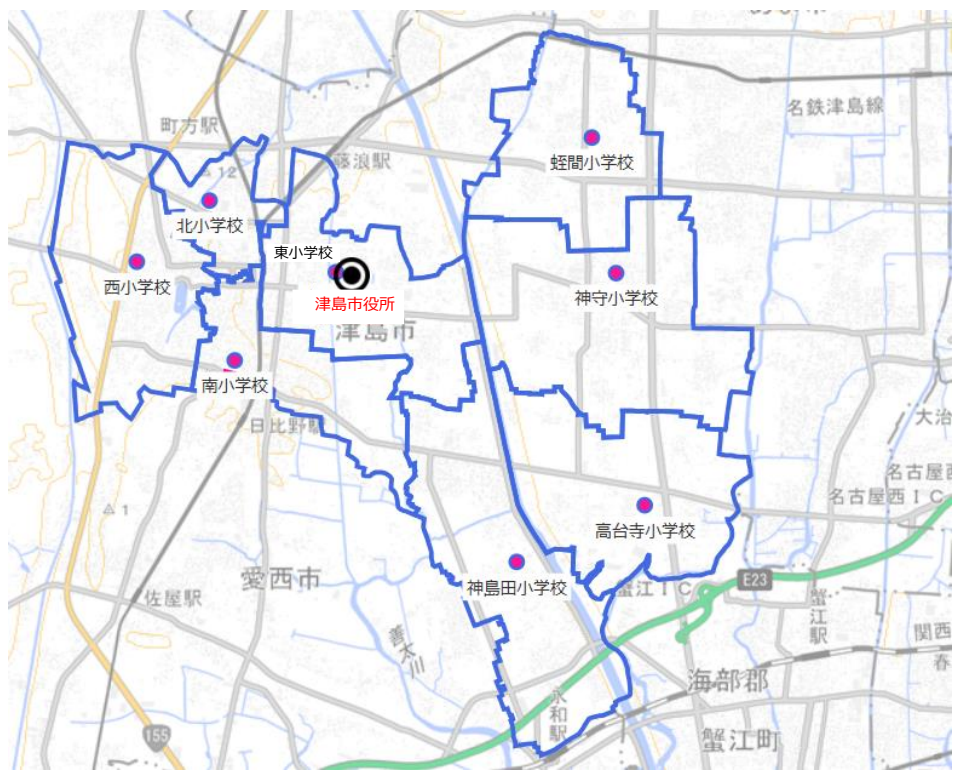 名鉄津島線
町方駅
藤浪駅
蛭間小学校
12
北小学校
東小学校
西小学校
神守小学校
津島市役所
津島市
南小学校
大治
日比野駅
名古屋西
名古屋西IC
1
高台寺小学校
愛西市
神島田小学校
蟹江IC
E23
佐屋駅
蟹江駅
関西
善太川
春
海部郡
永和駅
155
蟹江町